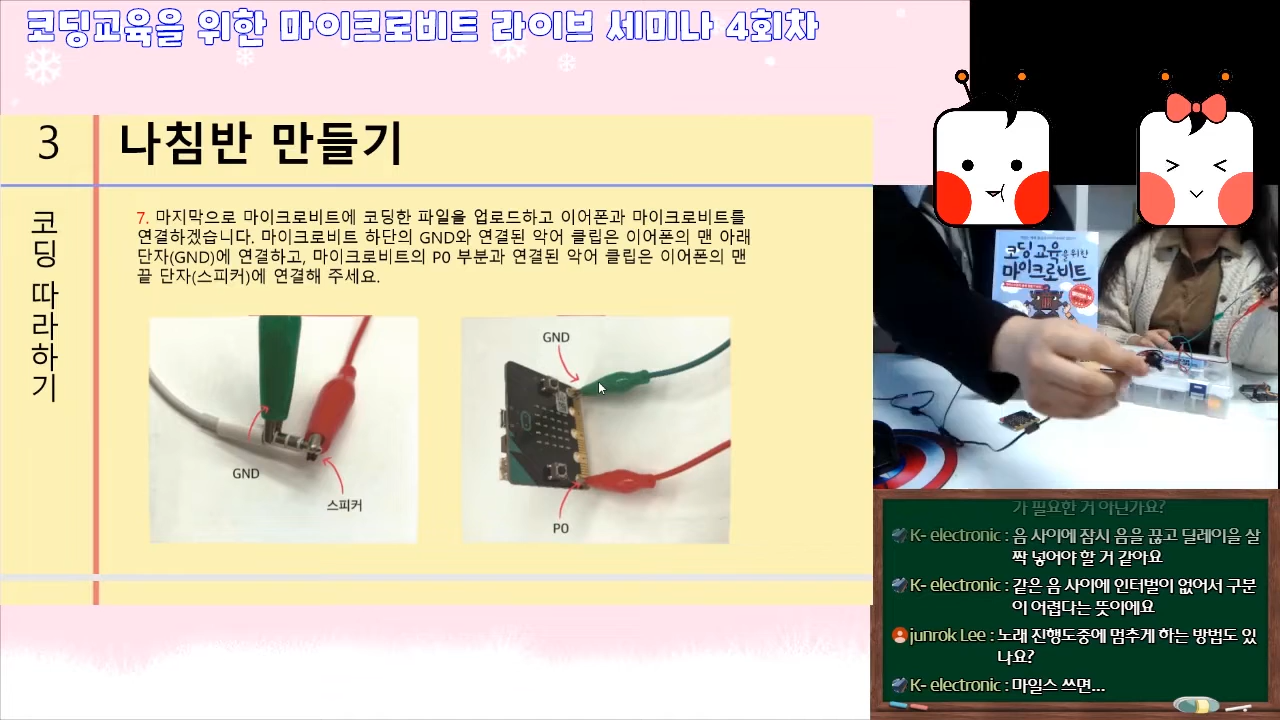 코딩교육을 위한 마이크로비트 라이브 세미나 4회차
3
나침반 만들기
코딩 따라하기
7. 마지막으로 마이크로비트에 코딩한 파일을 업로드하고 이어폰과 마이크로비트를
연결하겠습니다. 마이크로비트 하단의 GND와 연결된 악어 클립은 이어폰의 맨 아래
단자(GND)에 연결하고, 마이크로비트의 P0 부분과 연결된 악어 클립은 이어폰의 맨
끝 단자(스피커)에 연결해 주세요.
GND
스피커
GND
P0
코딩교육을위한
마이크로비트
가 필요한 거 아닌가요?
K- electronic : 음 사이에 잠시 음을 끊고 딜레이을 살
짝 넣어야 할 거 같아요
K- electronic : 같은 음 사이에 인터벌이 없어서 구분
이 어렵다는 뜻이에요
junrok Lee : 노래 진행도중에 멈추게 하는 방법도 있
나요?
K- electronic : 마일스 쓰면...